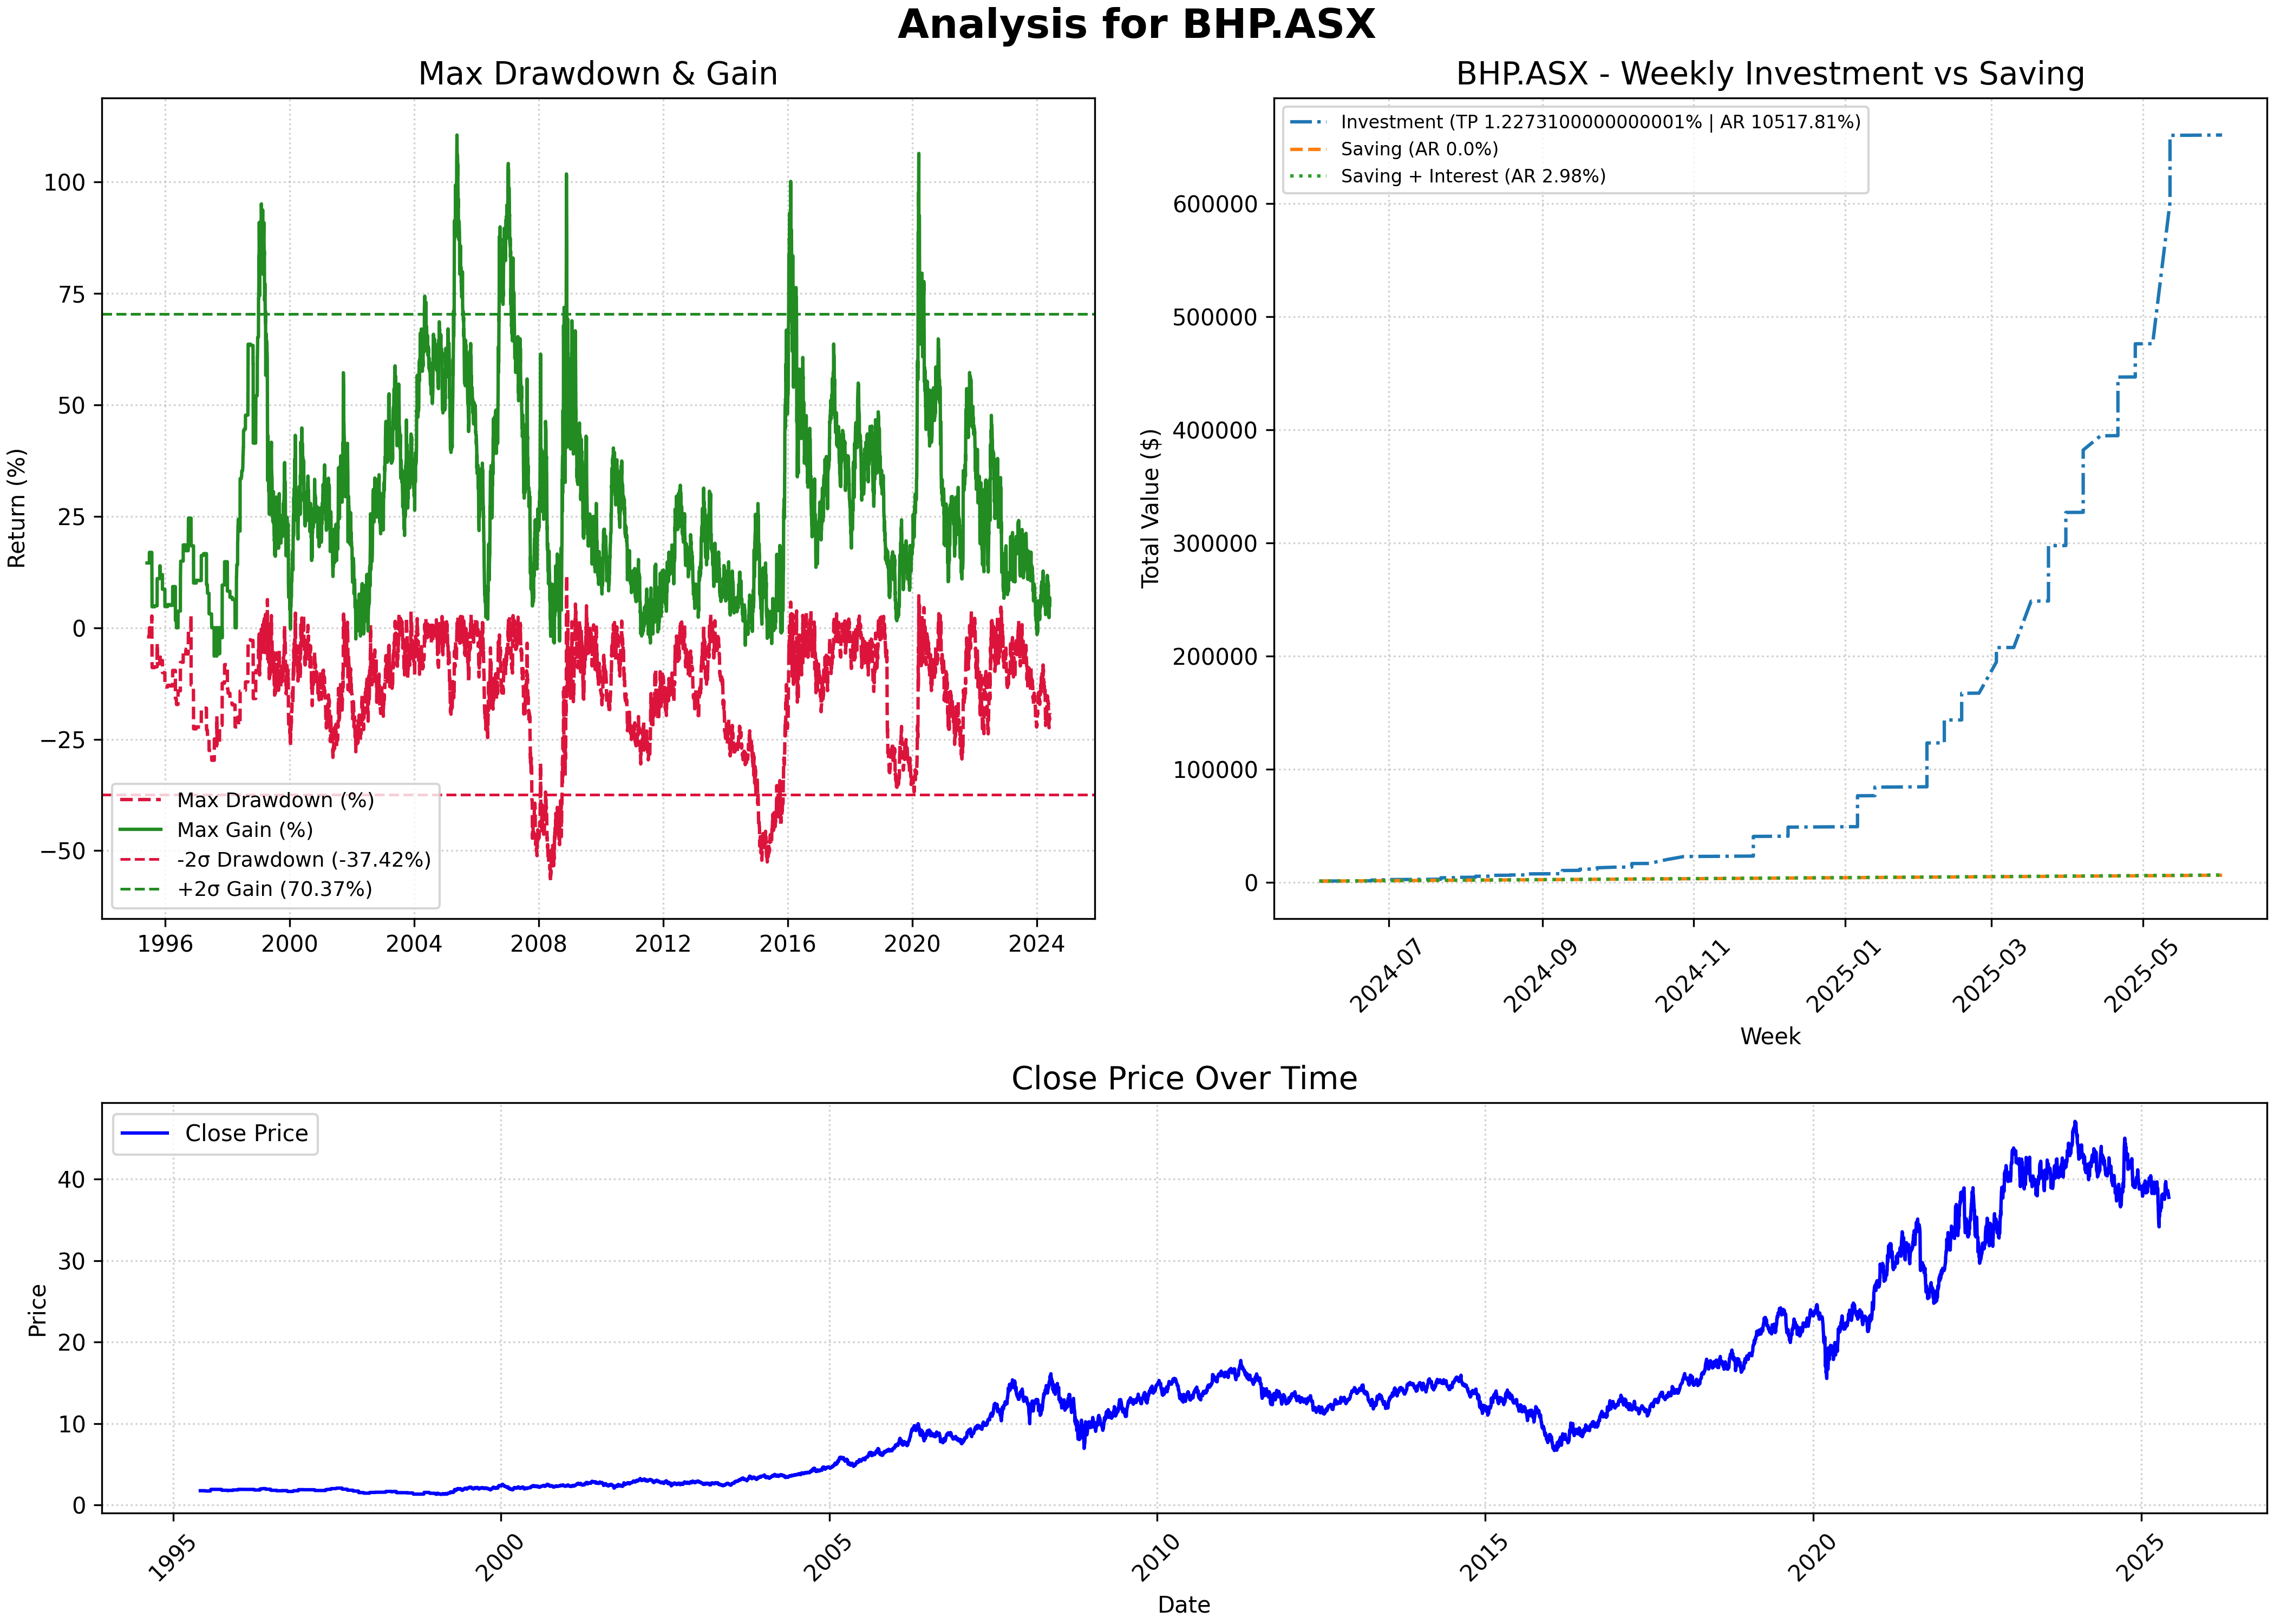 Analysis for BHP.ASX
Max Drawdown & Gain
Return (%)
100
75
50
25
0
−25
−50
Max Drawdown (%)
Max Gain (%)
-2σ Drawdown (-37.42%)
+2σ Gain (70.37%)
1996 2000 2004 2008 2012 2016 2020 2024
BHP.ASX - Weekly Investment vs Saving
Total Value ($)
Investment (TP 1.2273100000000001% | AR 10517.81%)
Saving (AR 0.0%)
Saving + Interest (AR 2.98%)
600000
500000
400000
300000
200000
100000
0
2024-07 2024-09 2024-11 2025-01 2025-03 2025-05
Week
Close Price Over Time
Price
Close Price
40
30
20
10
0
1995 2000 2005 2010 2015 2020 2025
Date